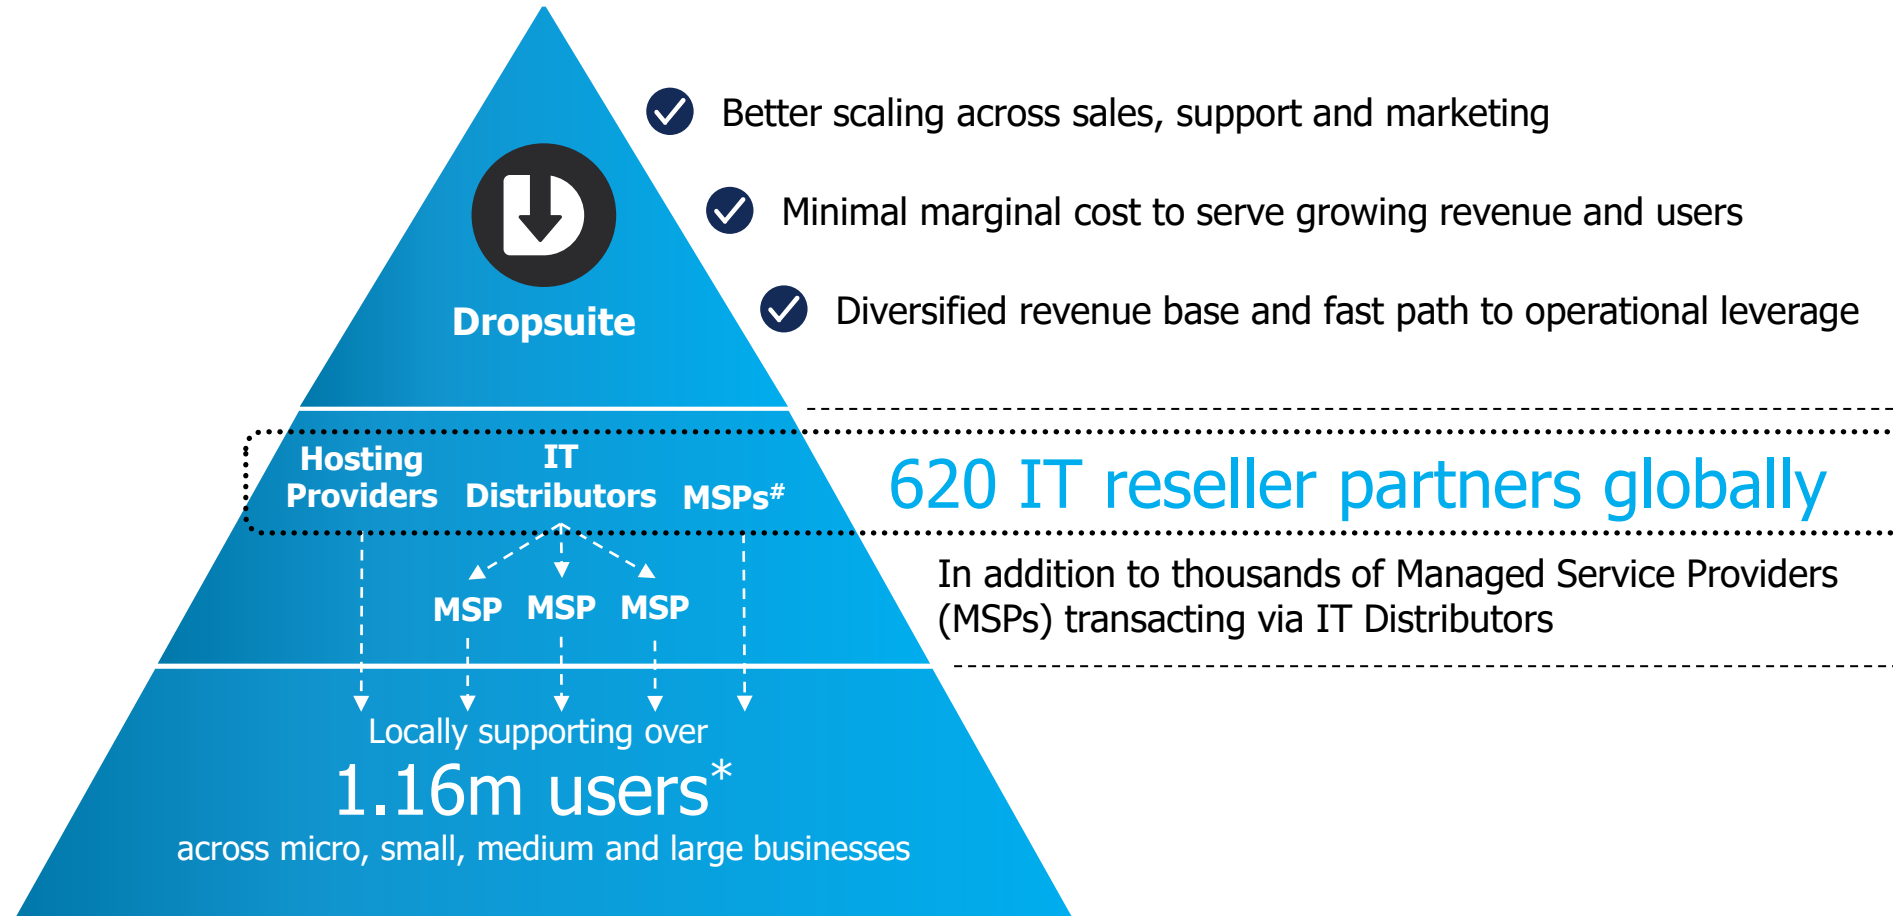 Better scaling across sales, support and marketing
Minimal marginal cost to serve growing revenue and users
Diversified revenue base and fast path to operational leverage
Dropsuite
Hosting
Providers
IT
Distributors
MSPs#
620 IT reseller partners globally
In addition to thousands of Managed Service Providers
(MSPs) transacting via IT Distributors
MSP MSP MSP
Locally supporting over
1.16m users*
across micro, small, medium and large businesses